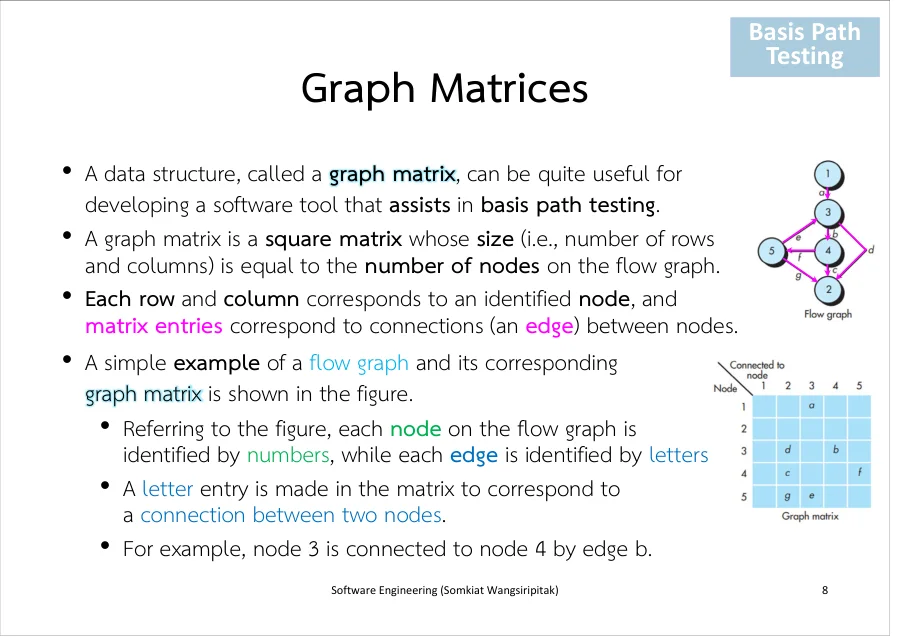 Basis Path
Testing
Graph Matrices
• A data structure, called a graph matrix, can be quite useful for
developing a software tool that assists in basis path testing.
• A graph matrix is a square matrix whose size (i.e., number of rows
and columns) is equal to the number of nodes on the flow graph.
• Each row and column corresponds to an identified node, and
matrix entries correspond to connections (an edge) between nodes.
• A simple example of a flow graph and its corresponding
graph matrix is shown in the figure.
• Referring to the figure, each node on the flow graph is
identified by numbers, while each edge is identified by letters
• A letter entry is made in the matrix to correspond to
a connection between two nodes.
• For example, node 3 is connected to node 4 by edge b.
1
a
3
e b
5 4 d
f
g c
2
Flow graph
Connected to
node
Node 1 2 3 4 5
1 a
2
3 d b
4 c f
5 g e
Graph matrix
Software Engineering (Somkiat Wangsiripitak)
8